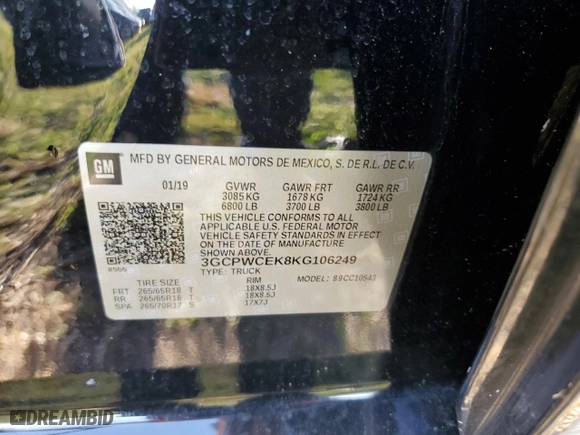 GM MFD BY GENERAL MOTORS DE MEXICO, S. DE R.L. DE C.V.
01/19 GVWR GAWR FRT GAWR RR
3085 KG 1678 KG 1724 KG
6800 LB 3700 LB 3800 LB
THIS VEHICLE CONFORMS TO ALL
APPLICABLE U.S. FEDERAL MOTOR
VEHICLE SAFETY STANDARDS IN EFFECT
ON THE DATE OF MANUFACTURE
SHOWN ABOVE.
3GCPWCEK8KG106249
TYPE: TRUCK MODEL:
TIRE SIZE RIM
FRT 265/65R18 T 18X8.5J
RR 265/65R18 T 18X8.5J
SPA 265/70R17 S 17X7J
DREAMBID